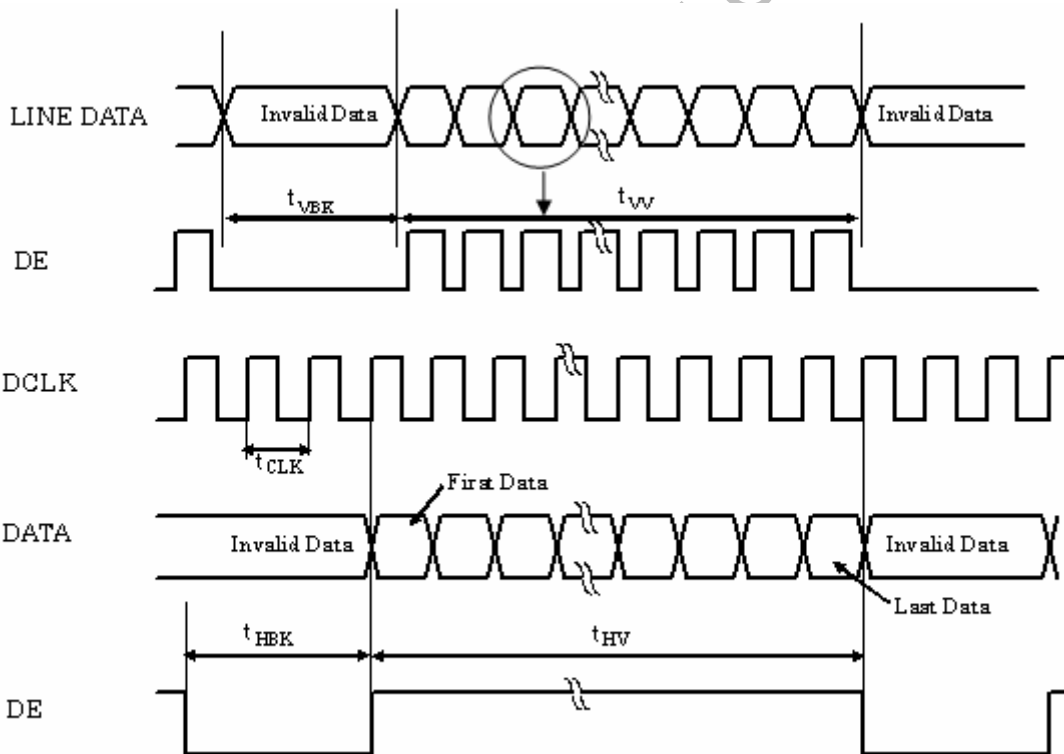 LINE DATA
Invalid Data
Invalid Data
tVBK
tVV
DE
DCLK
tCLK
First Data
DATA
Invalid Data
Invalid Data
Last Data
tHBK
tHV
DE